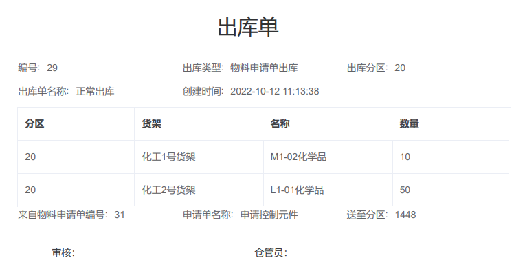 出库单
编号：29 出库类型：物料申请单出库 出库分区：20
出库单名称：正常出库 创建时间：2022-10-12 11:13:38
分区 货架 名称 数量
20 化工1号货架 M1-02化学品 10
20 化工2号货架 L1-01化学品 50
来自物料申请单编号：31 申请单名称：申请控制元件 送至分区：1448
审核： 仓管员：